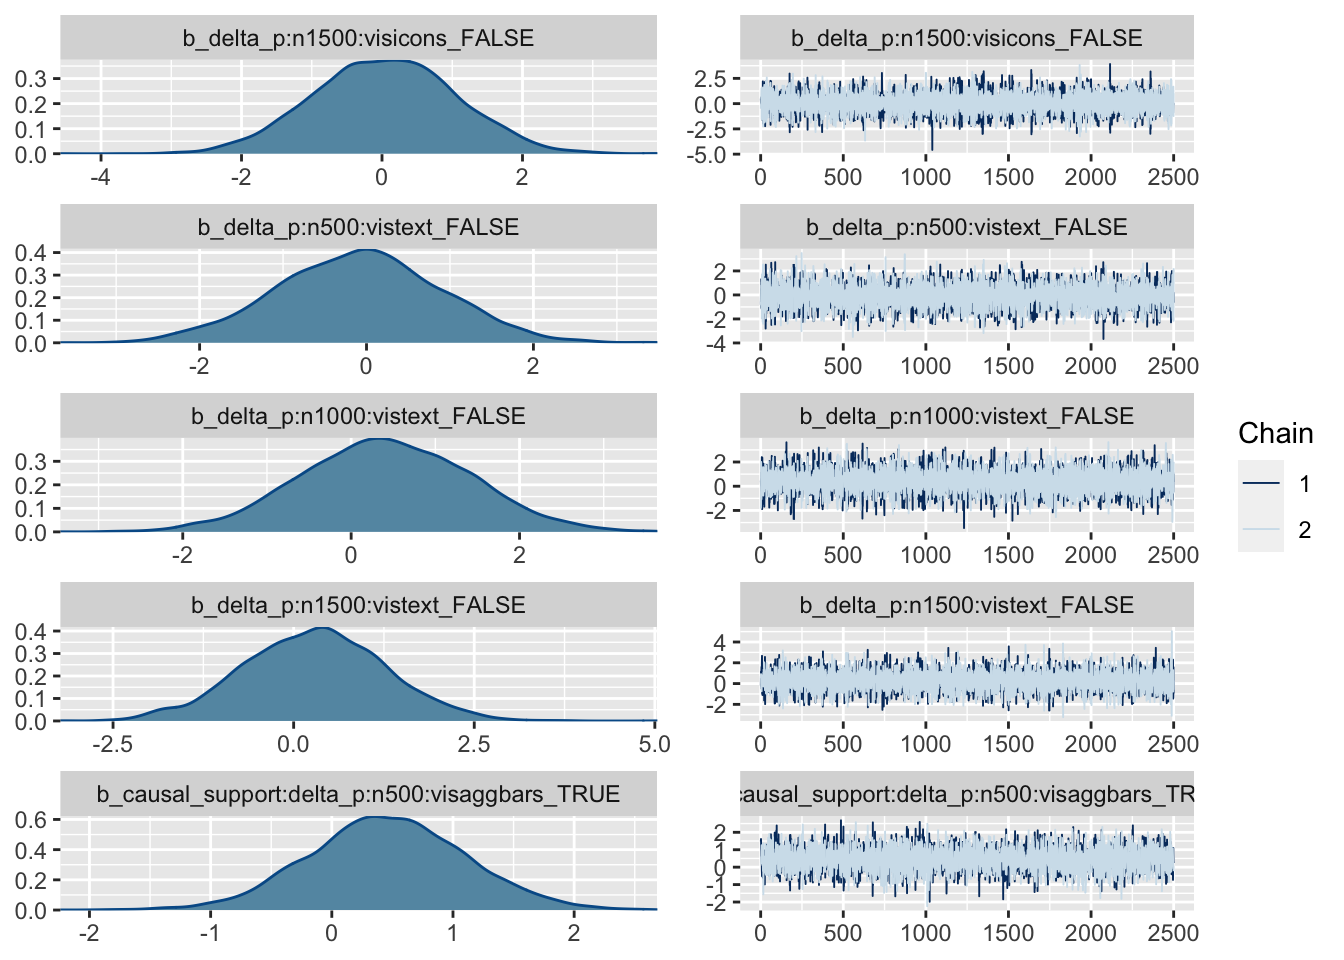 b_delta_p:n1500:visicons_FALSE
0.3
0.2
0.1
0.0
-4 -2 0 2
b_delta_p:n1500:visicons_FALSE
2.5
0.0
-2.5
-5.0
0 500 1000 1500 2000 2500
b_delta_p:n500:vistext_FALSE
0.4
0.3
0.2
0.1
0.0
-2 0 2
b_delta_p:n500:vistext_FALSE
2
0
-2
-4
0 500 1000 1500 2000 2500
b_delta_p:n1000:vistext_FALSE
0.3
0.2
0.1
0.0
-2 0 2
b_delta_p:n1000:vistext_FALSE
2
0
-2
0 500 1000 1500 2000 2500
b_delta_p:n1500:vistext_FALSE
0.4
0.3
0.2
0.1
0.0
-2.5 0.0 2.5 5.0
b_delta_p:n1500:vistext_FALSE
4
2
0
-2
0 500 1000 1500 2000 2500
b_causal_support:delta_p:n500:visaggbars_TRUE
0.6
0.4
0.2
0.0
-2 -1 0 1 2
causal_support:delta_p:n500:visaggbars_TR
2
1
0
-1
-2
0 500 1000 1500 2000 2500
Chain
1
2